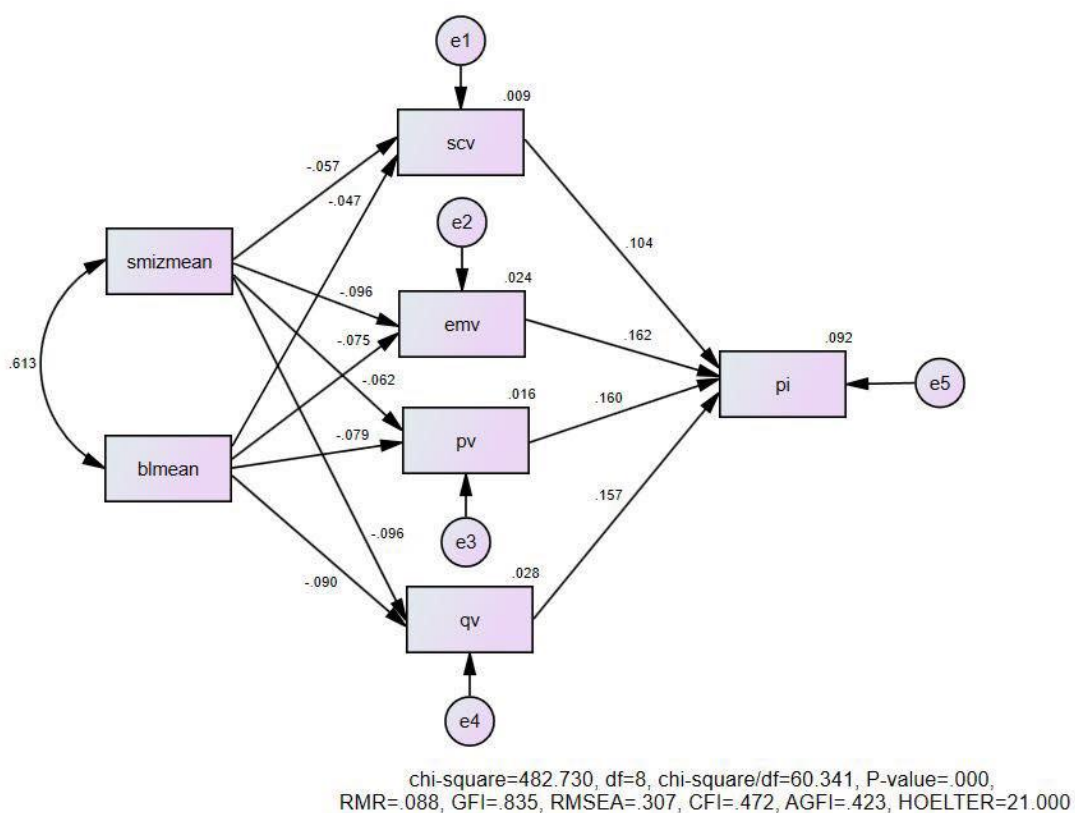 e1
.009
scv
-.057
-.047
e2
.104
smizmean
.024
-.096
emv
-.075
.162
.092
.613
-.062
pi
e5
.016
.160
blmean
-.079
pv
.157
-.096
e3
-.090
.028
qv
e4
chi-square=482.730, df=8, chi-square/df=60.341, P-value=.000,
RMR=.088, GFI=.835, RMSEA=.307, CFI=.472, AGFI=.423, HOELTER=21.000